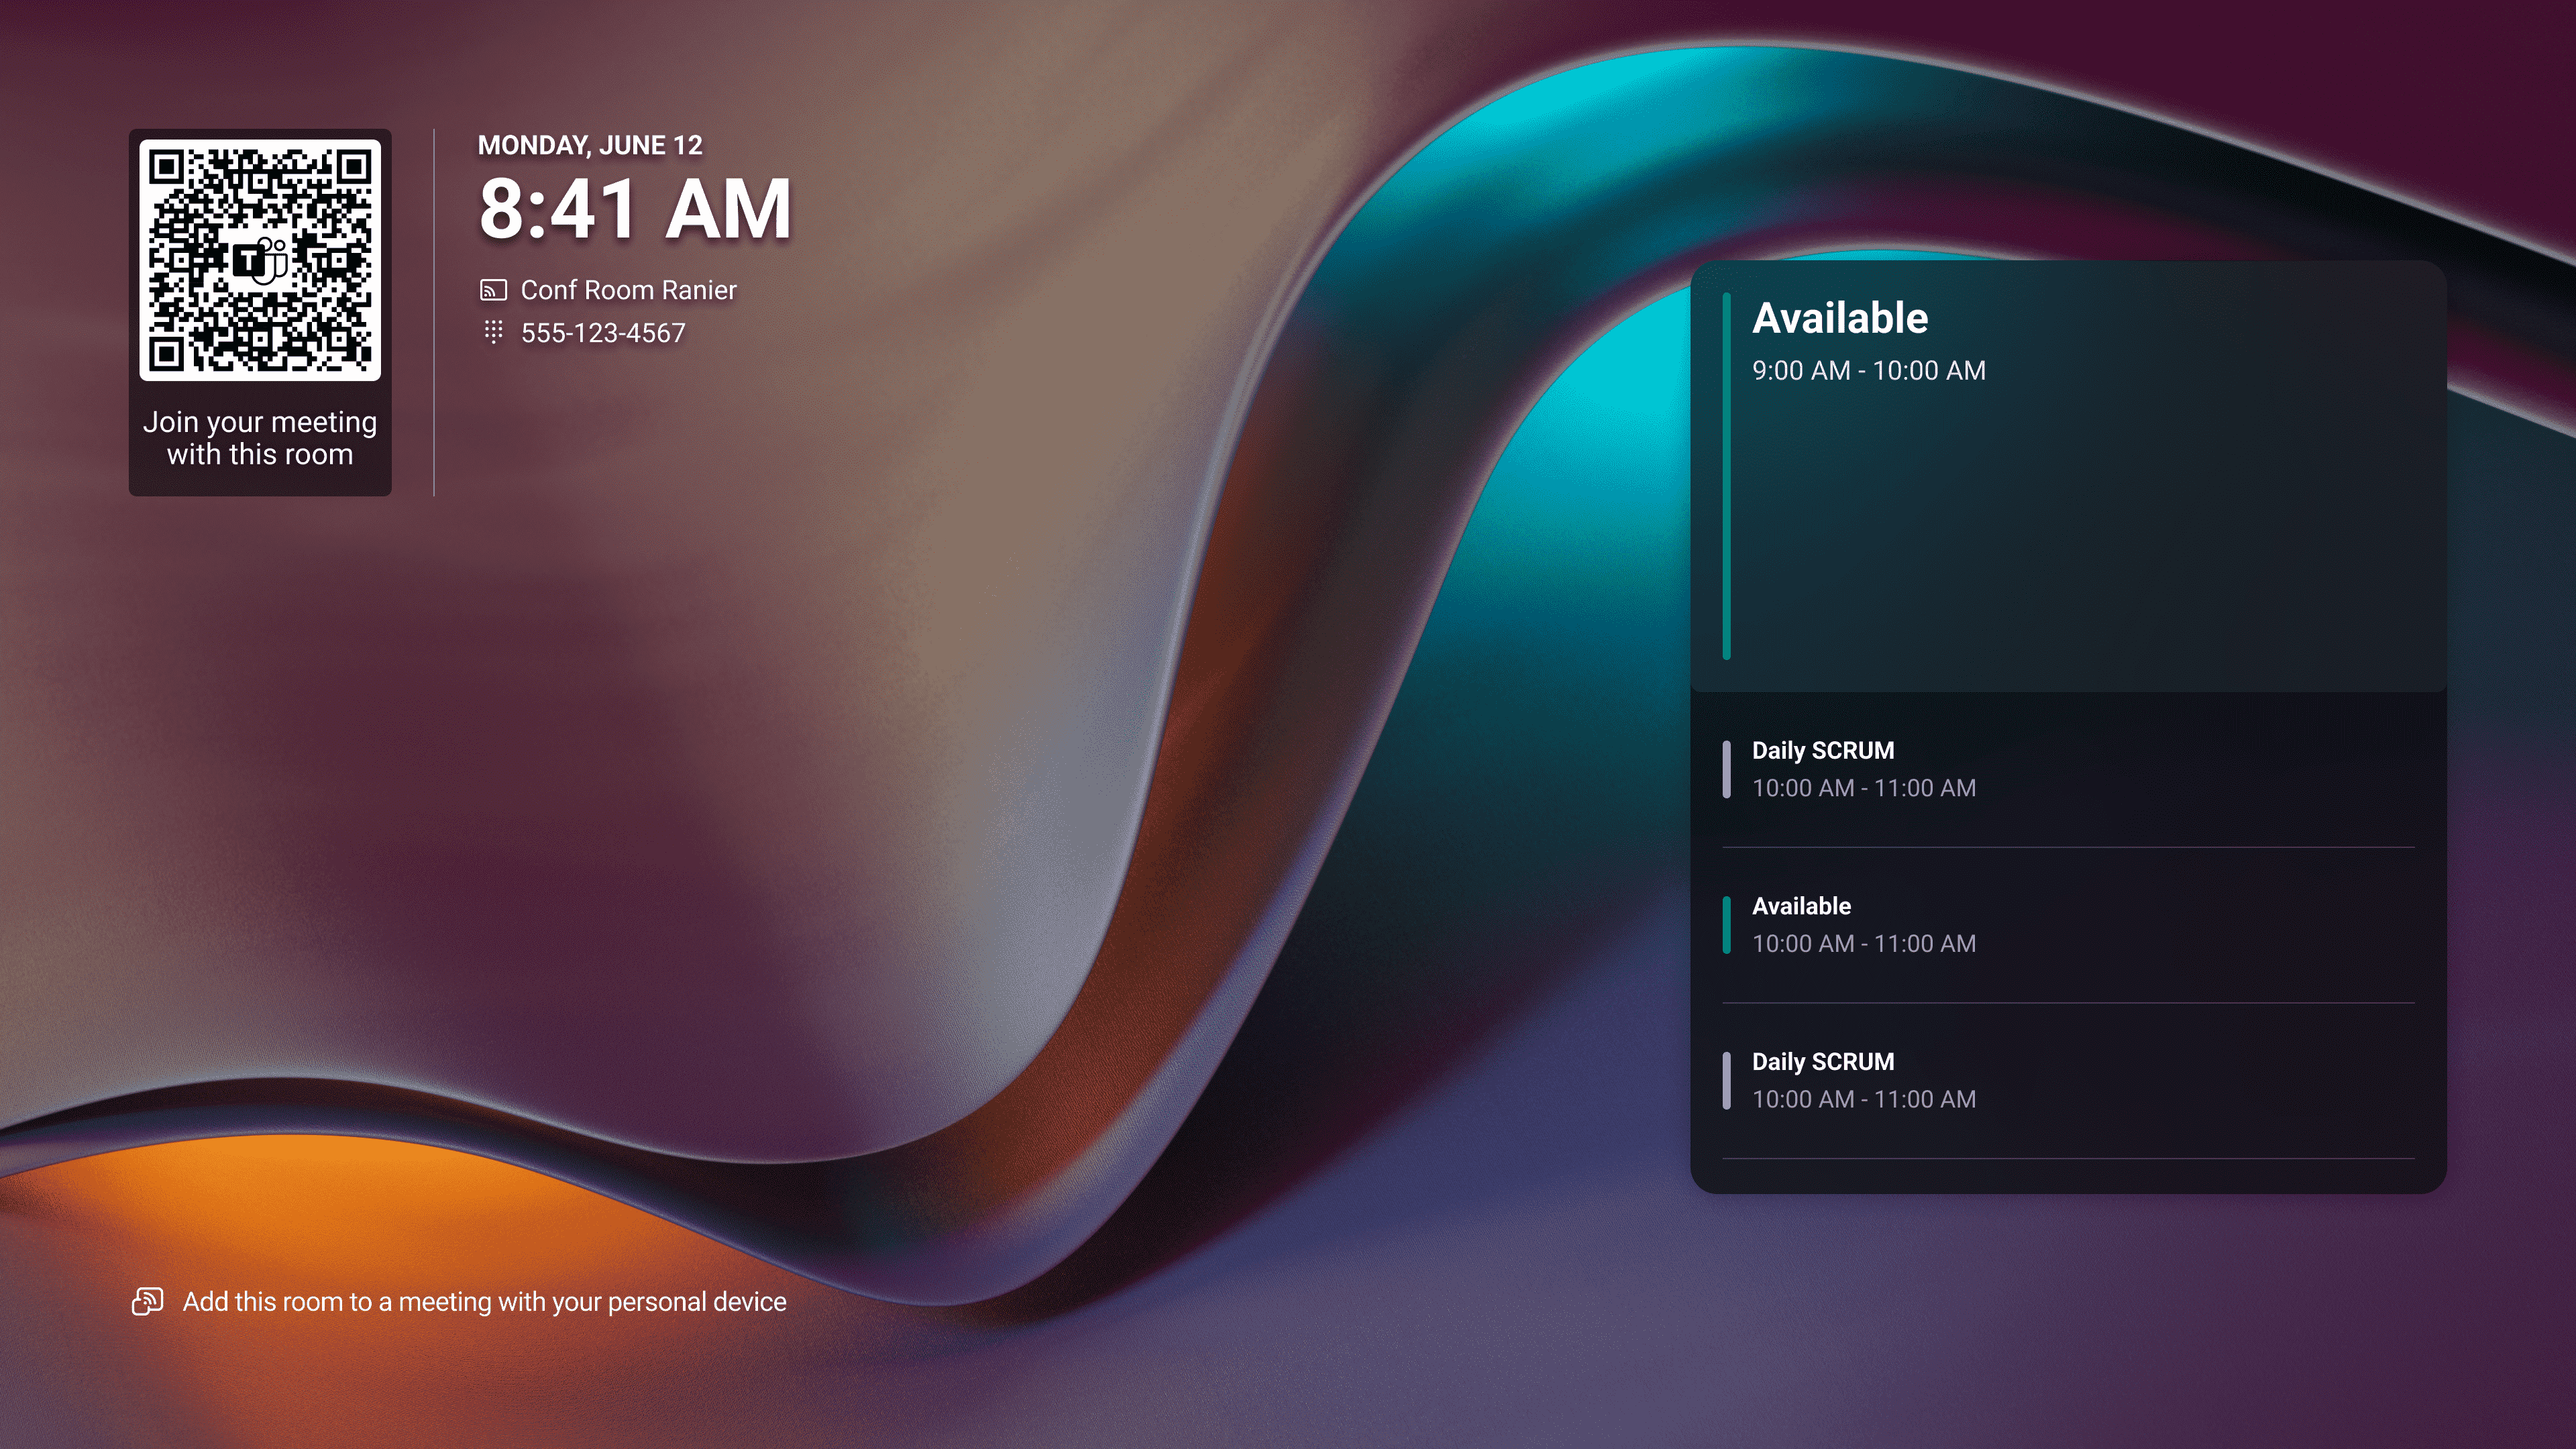 MONDAY, JUNE 12
8:41 AM
Conf Room Ranier
555-123-4567
T
Join your meeting
with this room
Available
9:00 AM - 10:00 AM
Daily SCRUM
10:00 AM - 11:00 AM
Available
10:00 AM - 11:00 AM
Daily SCRUM
10:00 AM - 11:00 AM
Add this room to a meeting with your personal device